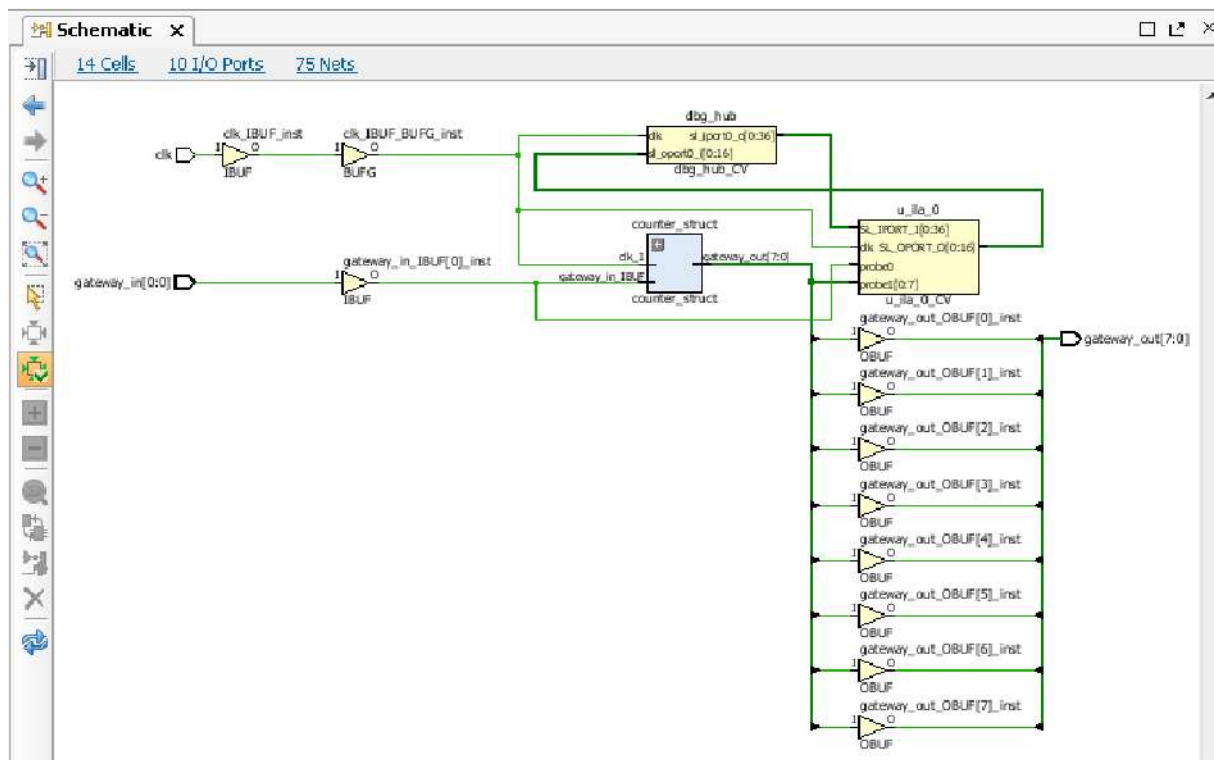 Schematic
14 Cells 10 I/O Ports 75 Nets
dbg_hub
clk_IBUF_inst clk_IBUF_BUFG_inst
clk sl_iport0_o[0:36]
clk I O I O
sl_oport0_i[0:16]
IBUF BUFG
dbg_hub_CV
u_ila_0
counter_struct
SL_IPORT_I[0:36]
clk SL_OPORT_O[0:16]
clk_1 gateway_out[7:0]
gateway_in_IBUF[0]_inst
probe0
gateway_in[0:0] I O gateway_in_IBUF
probe1[0:7]
IBUF counter_struct u_ila_0_CV
gateway_out_OBUF[0]_inst
I O gateway_out[7:0]
OBUF
gateway_out_OBUF[1]_inst
I O
OBUF
gateway_out_OBUF[2]_inst
I O
OBUF
gateway_out_OBUF[3]_inst
I O
OBUF
gateway_out_OBUF[4]_inst
I O
OBUF
gateway_out_OBUF[5]_inst
I O
OBUF
gateway_out_OBUF[6]_inst
I O
OBUF
gateway_out_OBUF[7]_inst
I O
OBUF